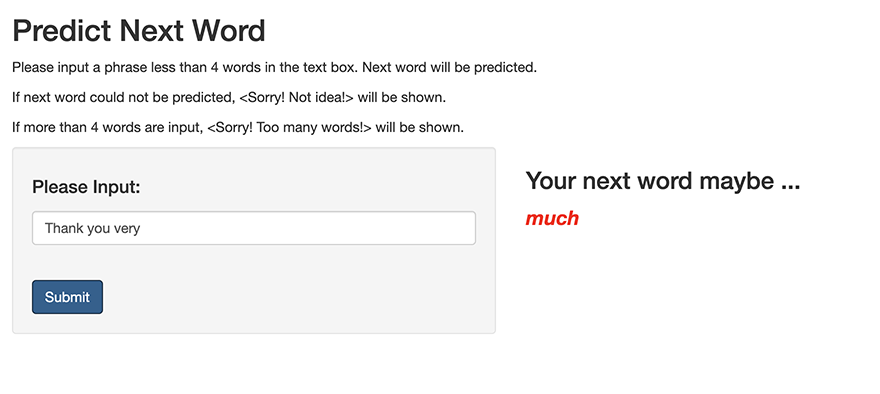 Predict Next Word
Please input a phrase less than 4 words in the text box. Next word will be predicted.
If next word could not be predicted, <Sorry! Not idea!> will be shown.
If more than 4 words are input, <Sorry! Too many words!> will be shown.
Please Input:
Thank you very
Submit
Your next word maybe ...
much